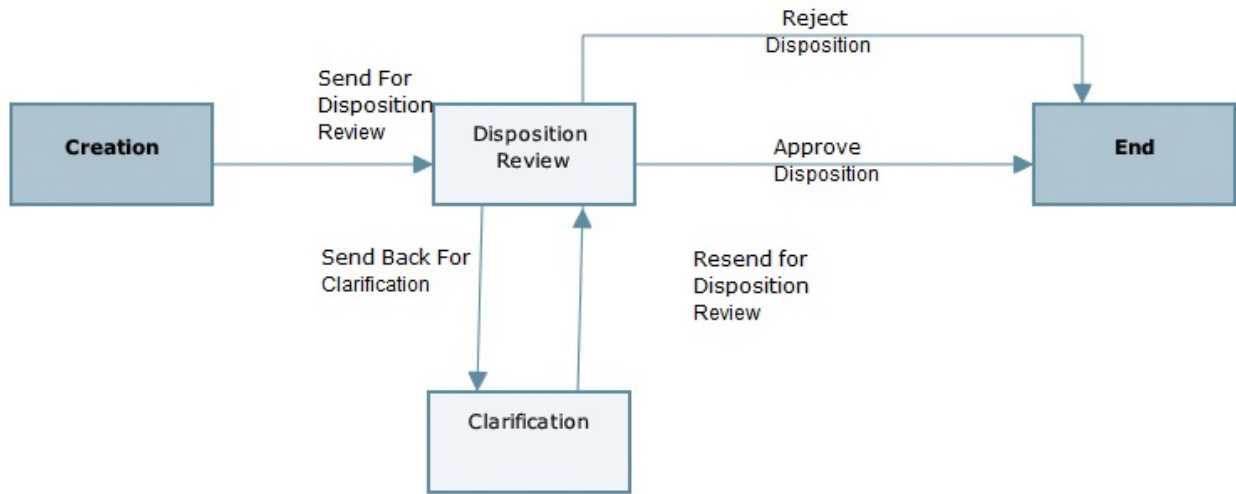 Reject
Disposition
Send For
Disposition
Review
Creation
Disposition
Review
Approve
Disposition
End
Send Back For
Clarification
Resend for
Disposition
Review
Clarification